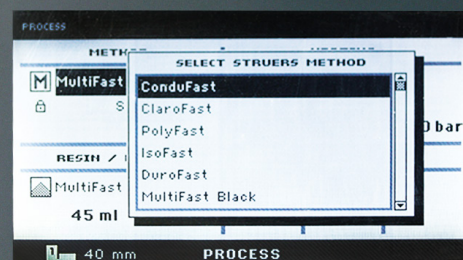 PROCESS
SELECT STRUERS METHOD
M MultiFast
ConduFast
ClaroFast
PolyFast
IsoFast
DuroFast
MultiFast Black
bar
RESIN /
MultiFast
45 ml
40 mm
PROCESS